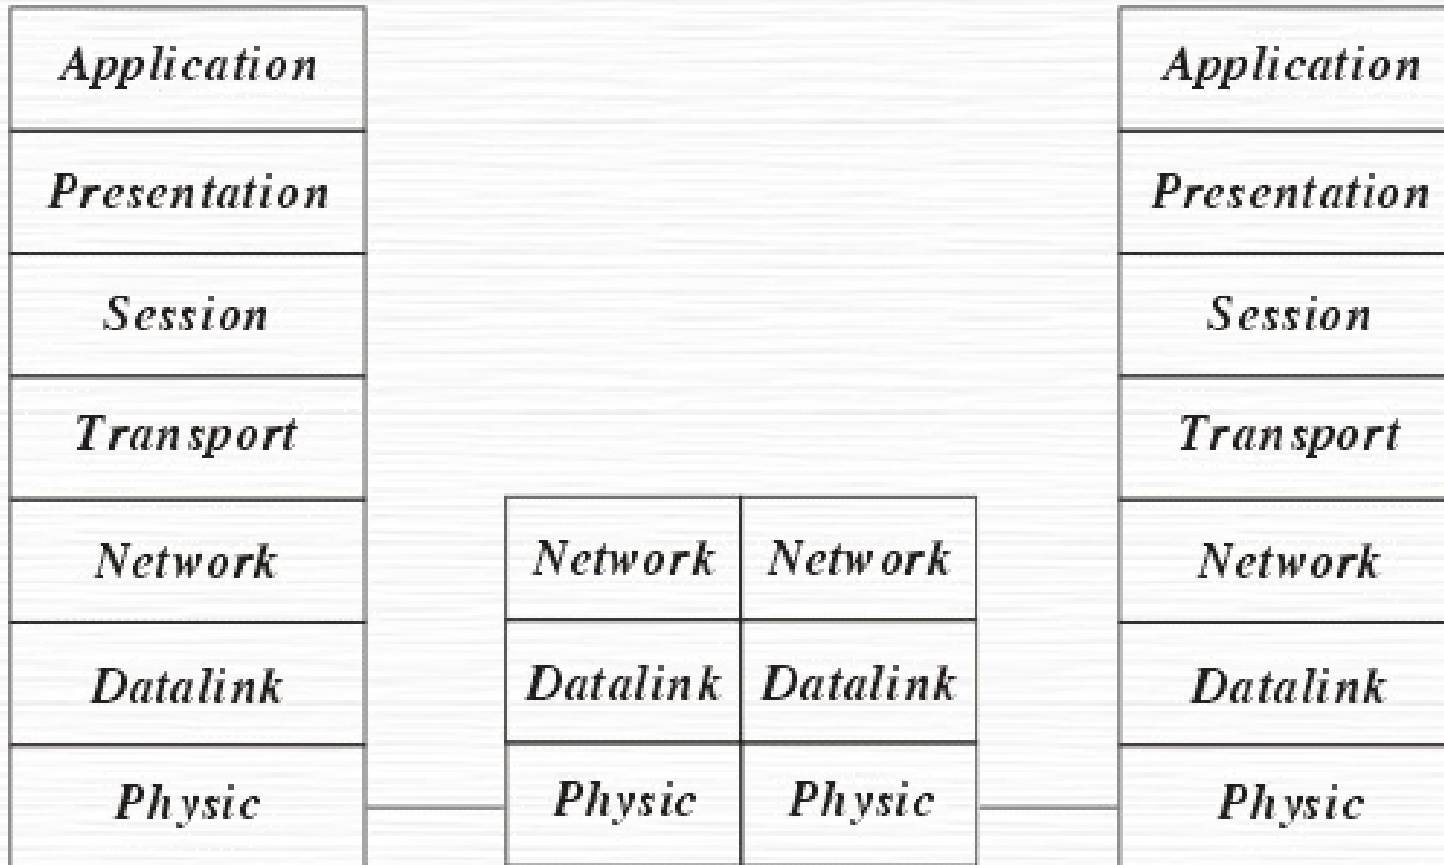 Application Application
Presentation Presentation
Session Session
Transport Transport
Network Network Network Network
Datalink Datalink Datalink Datalink
Physic Physic Physic Physic